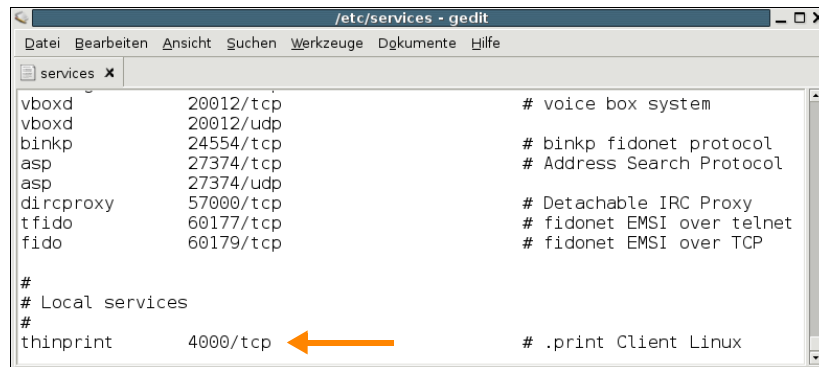 /etc/services - gedit
Datei Bearbeiten Ansicht Suchen Werkzeuge Dokumente Hilfe
services
vboxd 20012/tcp # voice box system
vboxd 20012/udp
binkp 24554/tcp # binkp fidonet protocol
asp 27374/tcp # Address Search Protocol
asp 27374/udp
dircproxy 57000/tcp # Detachable IRC Proxy
tfido 60177/tcp # fidonet EMSI over telnet
fido 60179/tcp # fidonet EMSI over TCP
#
# Local services
#
thinprint 4000/tcp # .print Client Linux